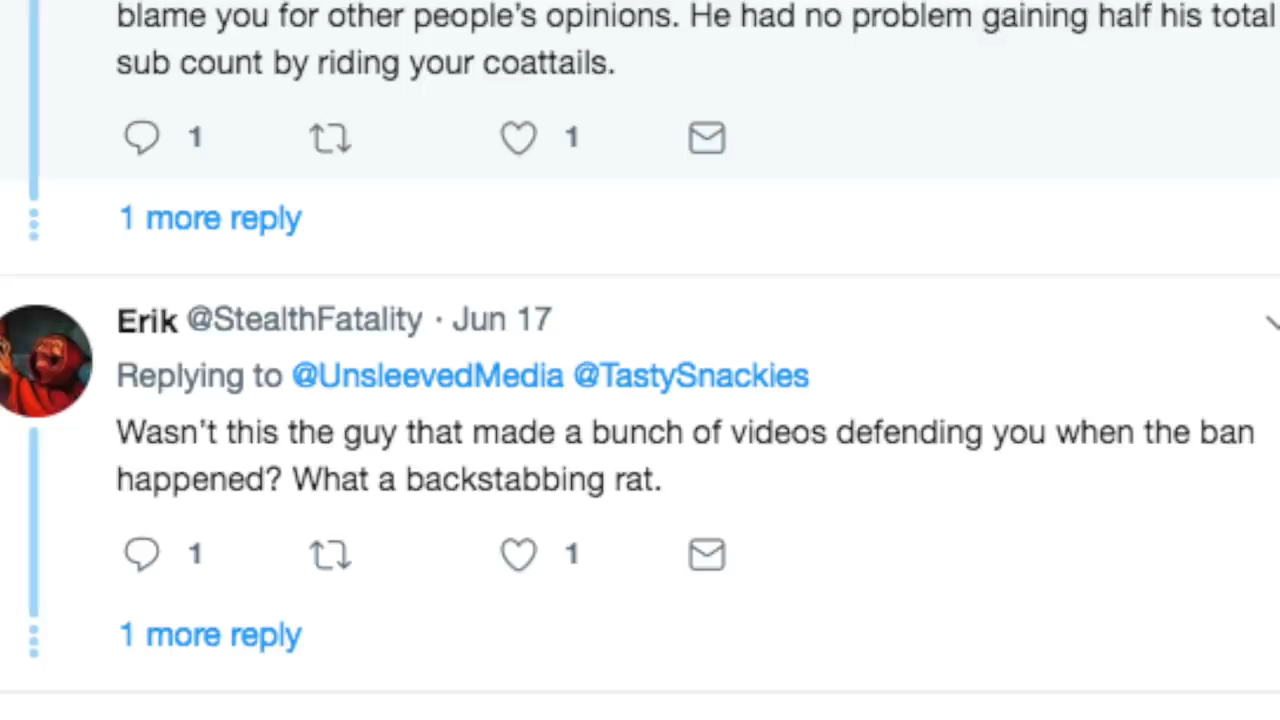 blame you for other people's opinions. He had no problem gaining half his total
sub count by riding your coattails.
1 1
1 more reply
Erik @StealthFatality · Jun 17
Replying to @UnsleevedMedia @TastySnackies
Wasn't this the guy that made a bunch of videos defending you when the ban
happened? What a backstabbing rat.
1 1
1 more reply